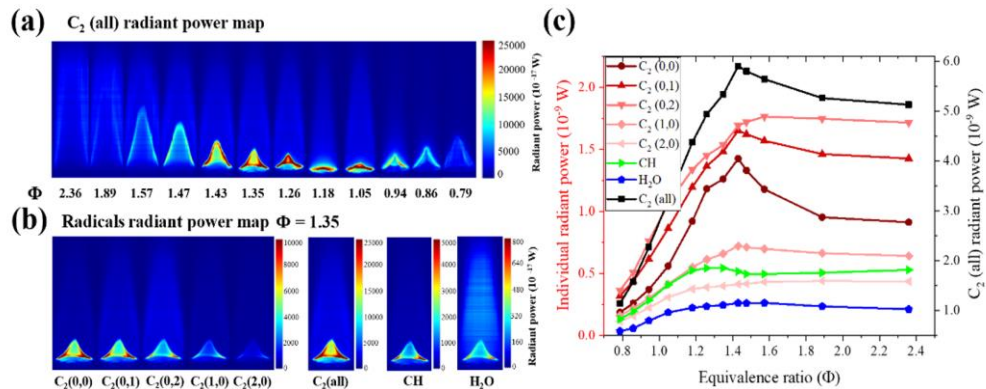 (a) C₂ (all) radiant power map
25000
20000
15000
10000
5000
0
Radiant power (10⁻¹⁷ W)
Φ 2.36 1.89 1.57 1.47 1.43 1.35 1.26 1.18 1.05 0.94 0.86 0.79
(b) Radicals radiant power map Φ = 1.35
10000
8000
6000
4000
2000
0
25000
20000
15000
10000
5000
0
3000
2000
1000
0
800
640
480
320
160
0
Radiant power (10⁻¹⁷ W)
C₂(0,0) C₂(0,1) C₂(0,2) C₂(1,0) C₂(2,0) C₂(all) CH H₂O
(c)
Individual radiant power (10⁻⁹ W)
2.0
1.5
1.0
0.5
0.0
C₂ (0,0)
C₂ (0,1)
C₂ (0,2)
C₂ (1,0)
C₂ (2,0)
CH
H₂O
C₂ (all)
6.0
5.0
4.0
3.0
2.0
1.0
0.0
C₂ (all) radiant power (10⁻⁹ W)
0.8 1.0 1.2 1.4 1.6 1.8 2.0 2.2 2.4
Equivalence ratio (Φ)